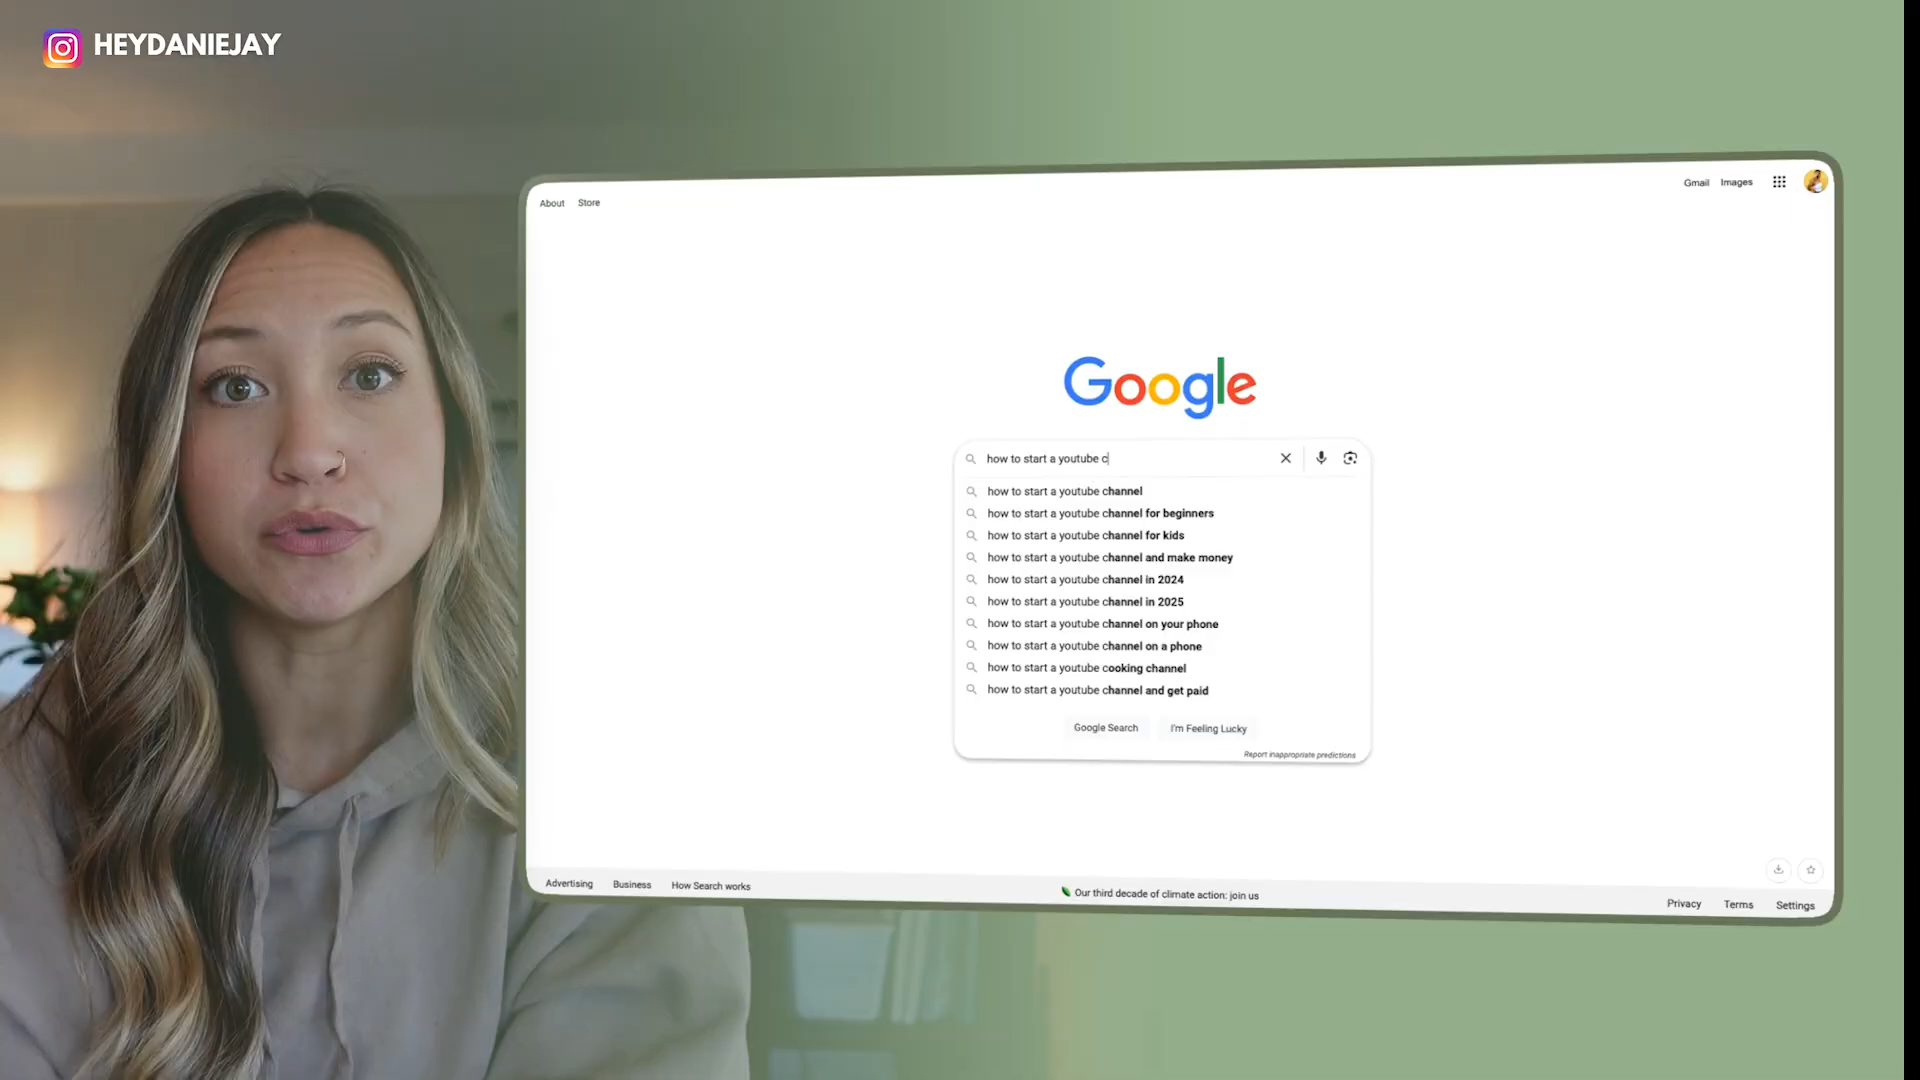 HEYDANIEJAY
About Store
Gmail Images
Google
how to start a youtube c
how to start a youtube channel
how to start a youtube channel for beginners
how to start a youtube channel for kids
how to start a youtube channel and make money
how to start a youtube channel in 2024
how to start a youtube channel in 2025
how to start a youtube channel on your phone
how to start a youtube channel on a phone
how to start a youtube cooking channel
how to start a youtube channel and get paid
Google Search I'm Feeling Lucky
Report inappropriate predictions
Advertising Business How Search works
Our third decade of climate action: join us
Privacy Terms Settings